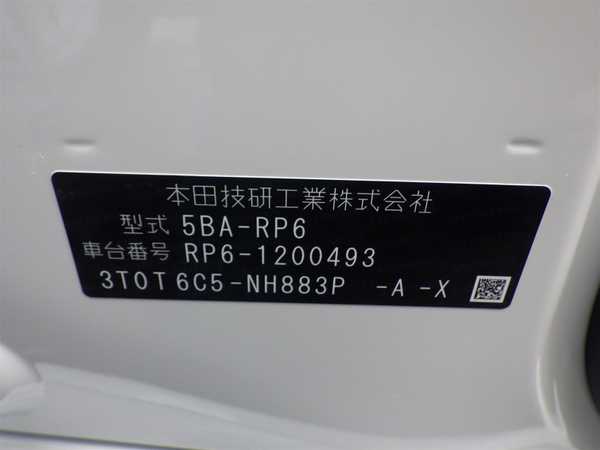 本田技研工業株式会社
型式 5BA-RP6
車台番号 RP6-1200493
3T0T6C5-NH883P -A-X